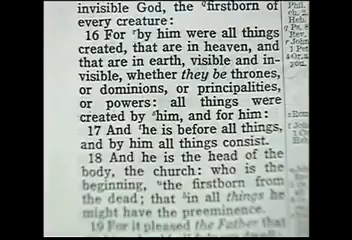 invisible God, the "firstborn of
every creature:
16 For r by him were all things
created, that are in heaven, and
that are in earth, visible and in-
visible, whether they be thrones,
or dominions, or principalities,
or powers: all things were
created by him, and for him:
17 And he is before all things,
and by him all things consist.
18 And he is the head of the
body, the church: who is the
beginning, the firstborn from
the dead; that in all things he
might have the preeminence.
19 For it pleased the Father that
Phil.
Heb.
Rev.